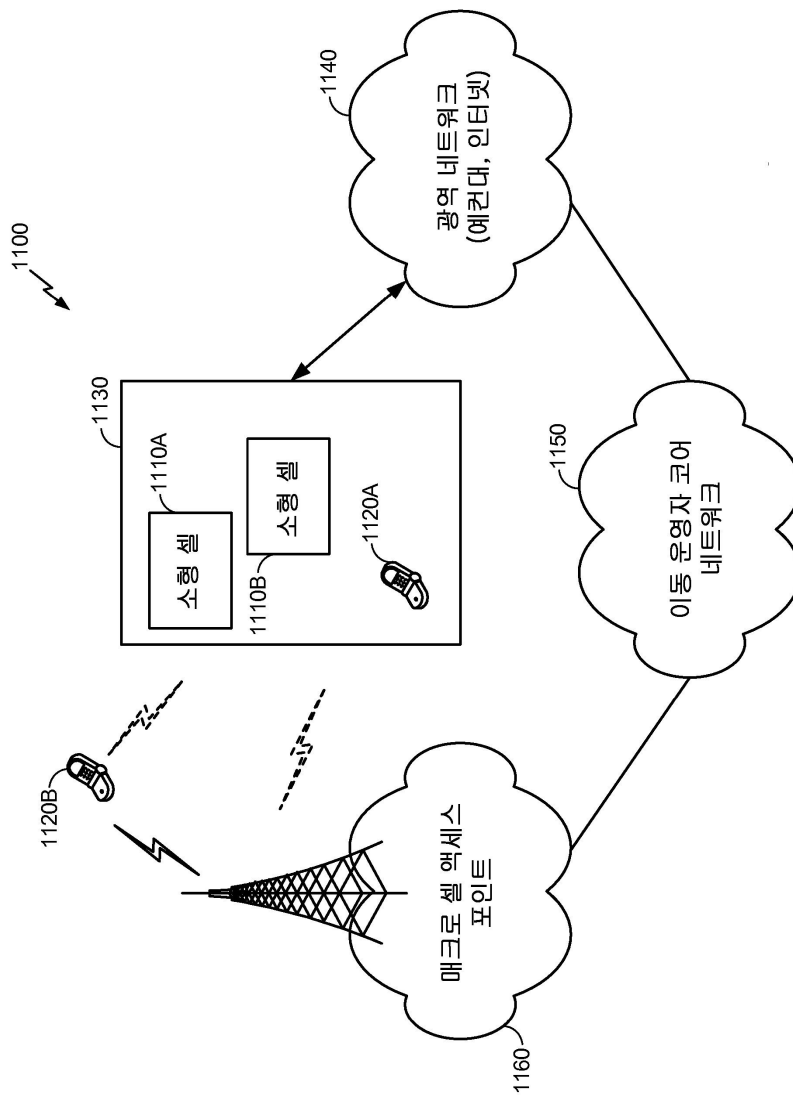 1100
1130
1110A
소형 셀
소형 셀
1110B
1120A
1120B
1140
광역 네트워크
(예컨대, 인터넷)
1150
이동 운영자 코어
네트워크
매크로 셀 액세스
포인트
1160